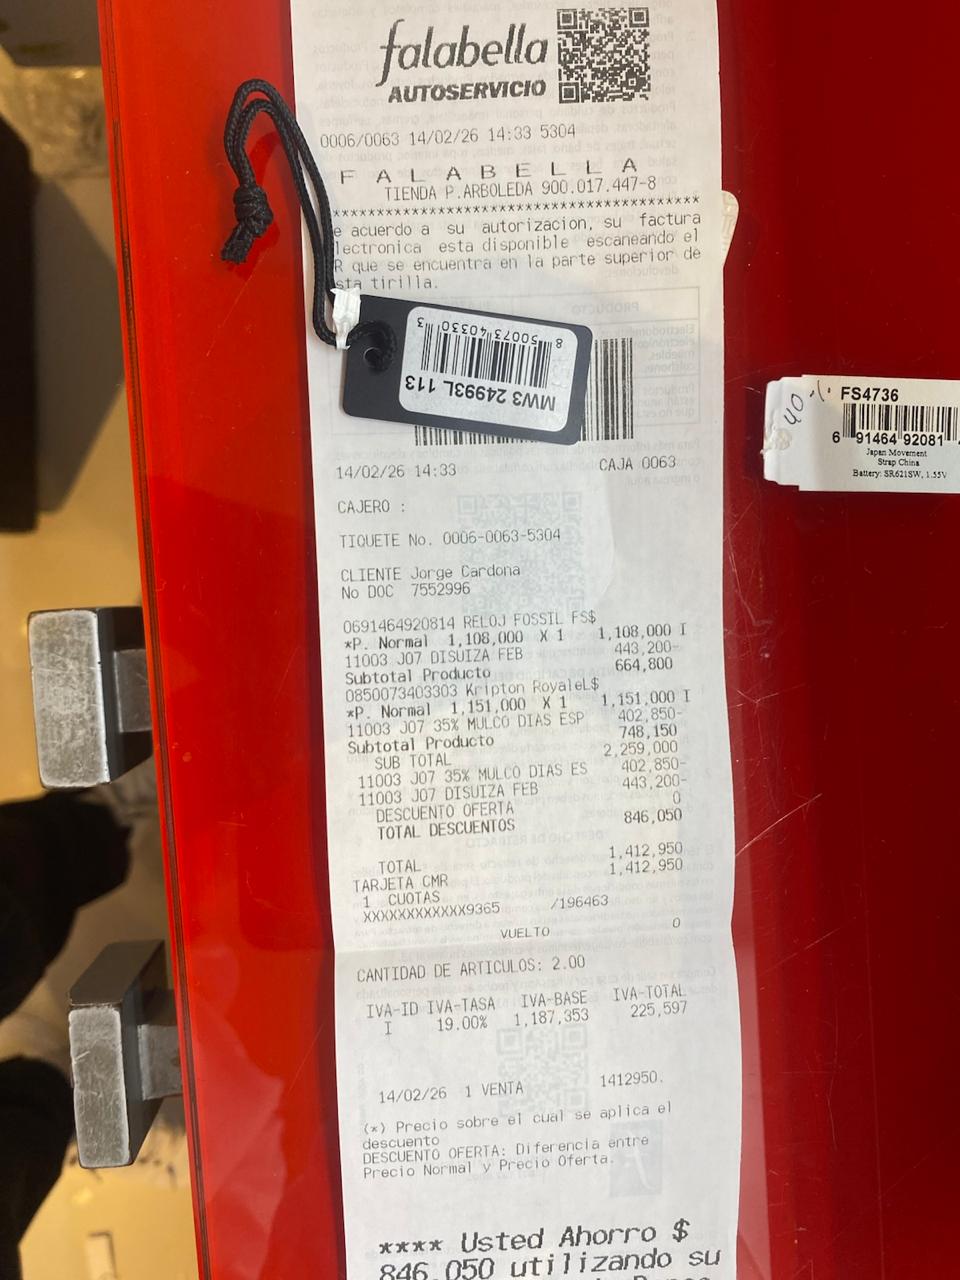 falabella
AUTOSERVICIO
0006/0063 14/02/26 14:33 5304
F A L A B E L L A
TIENDA P.ARBOLEDA 900.017.447-8
****************************************
e acuerdo a su autorizacion, su factura
lectronica esta disponible escaneando el
R que se encuentra en la parte superior de
sta tirilla.
MW3 24993L 113
8 50073 40330 3
14/02/26 14:33 CAJA 0063
CAJERO :
TIQUETE No. 0006-0063-5304
CLIENTE Jorge Cardona
No DOC 7552996
0691464920814 RELOJ FOSSIL FS$
*P. Normal 1,108,000 X 1 1,108,000 I
11003 J07 DISUIZA FEB 443,200-
Subtotal Producto 664,800
0850073403303 Kripton RoyaleL$
*P. Normal 1,151,000 X 1 1,151,000 I
11003 J07 35% MULCO DIAS ESP 402,850-
Subtotal Producto 748,150
SUB TOTAL 2,259,000
11003 J07 35% MULCO DIAS ES 402,850-
11003 J07 DISUIZA FEB 443,200-
DESCUENTO OFERTA 0
TOTAL DESCUENTOS 846,050
TOTAL 1,412,950
TARJETA CMR 1,412,950
1 CUOTAS
XXXXXXXXXXXX9365 /196463
VUELTO 0
CANTIDAD DE ARTICULOS: 2.00
IVA-ID IVA-TASA IVA-BASE IVA-TOTAL
I 19.00% 1,187,353 225,597
14/02/26 1 VENTA 1412950.
(*) Precio sobre el cual se aplica el
descuento
DESCUENTO OFERTA: Diferencia entre
Precio Normal y Precio Oferta.
**** Usted Ahorro $
846,050 utilizando su
40 %
FS4736
6 91464 92081
Japan Movement
Strap China
Battery: SR621SW, 1.55V